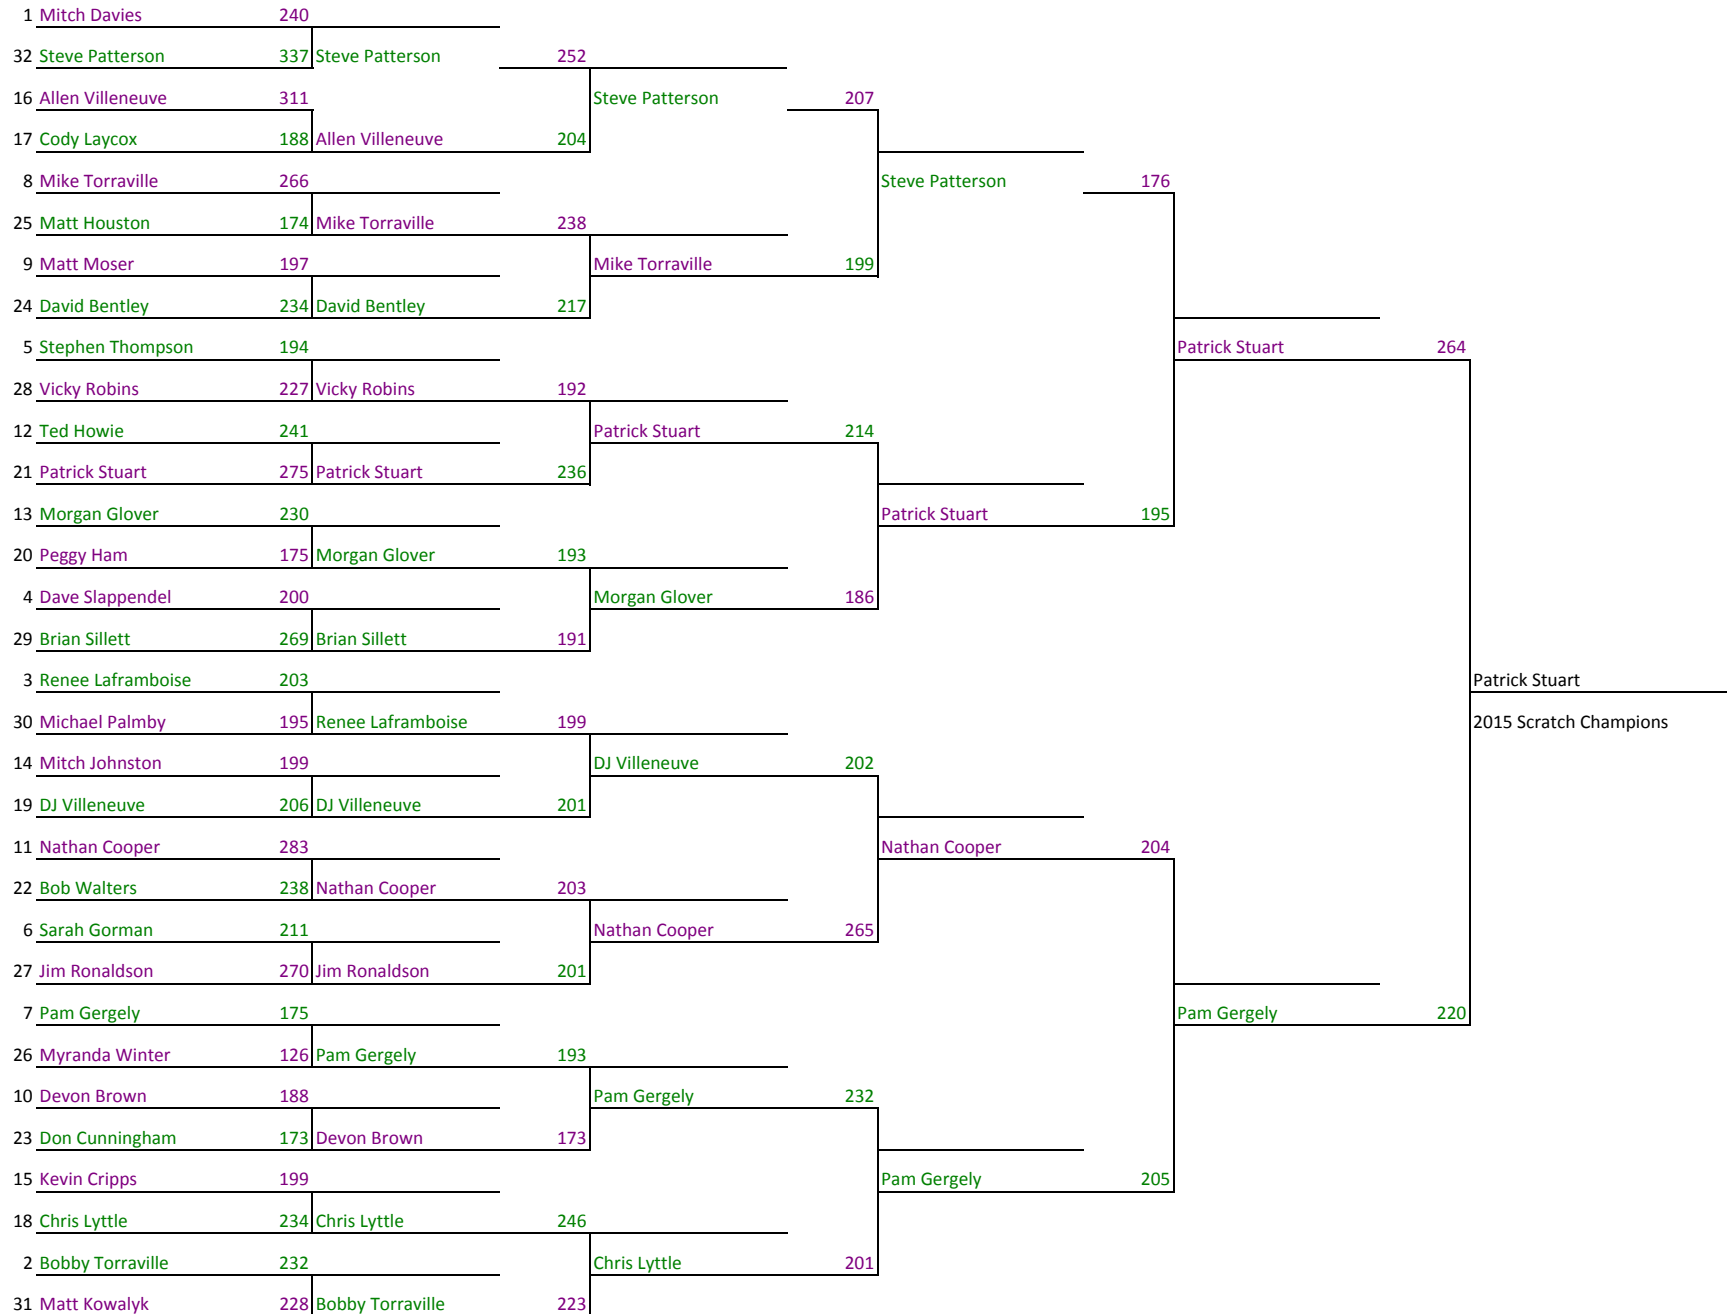 1 Mitch Davies 240
32 Steve Patterson 337 Steve Patterson 252
16 Allen Villeneuve 311 Steve Patterson 207
17 Cody Laycox 188 Allen Villeneuve 204
8 Mike Torraville 266 Steve Patterson 176
25 Matt Houston 174 Mike Torraville 238
9 Matt Moser 197 Mike Torraville 199
24 David Bentley 234 David Bentley 217
5 Stephen Thompson 194 Patrick Stuart 264
28 Vicky Robins 227 Vicky Robins 192
12 Ted Howie 241 Patrick Stuart 214
21 Patrick Stuart 275 Patrick Stuart 236
13 Morgan Glover 230 Patrick Stuart 195
20 Peggy Ham 175 Morgan Glover 193
4 Dave Slappendel 200 Morgan Glover 186
29 Brian Sillett 269 Brian Sillett 191
3 Renee Laframboise 203 Patrick Stuart
30 Michael Palmby 195 Renee Laframboise 199 2015 Scratch Champions
14 Mitch Johnston 199 DJ Villeneuve 202
19 DJ Villeneuve 206 DJ Villeneuve 201
11 Nathan Cooper 283 Nathan Cooper 204
22 Bob Walters 238 Nathan Cooper 203
6 Sarah Gorman 211 Nathan Cooper 265
27 Jim Ronaldson 270 Jim Ronaldson 201
7 Pam Gergely 175 Pam Gergely 220
26 Myranda Winter 126 Pam Gergely 193
10 Devon Brown 188 Pam Gergely 232
23 Don Cunningham 173 Devon Brown 173
15 Kevin Cripps 199 Pam Gergely 205
18 Chris Lyttle 234 Chris Lyttle 246
2 Bobby Torraville 232 Chris Lyttle 201
31 Matt Kowalyk 228 Bobby Torraville 223